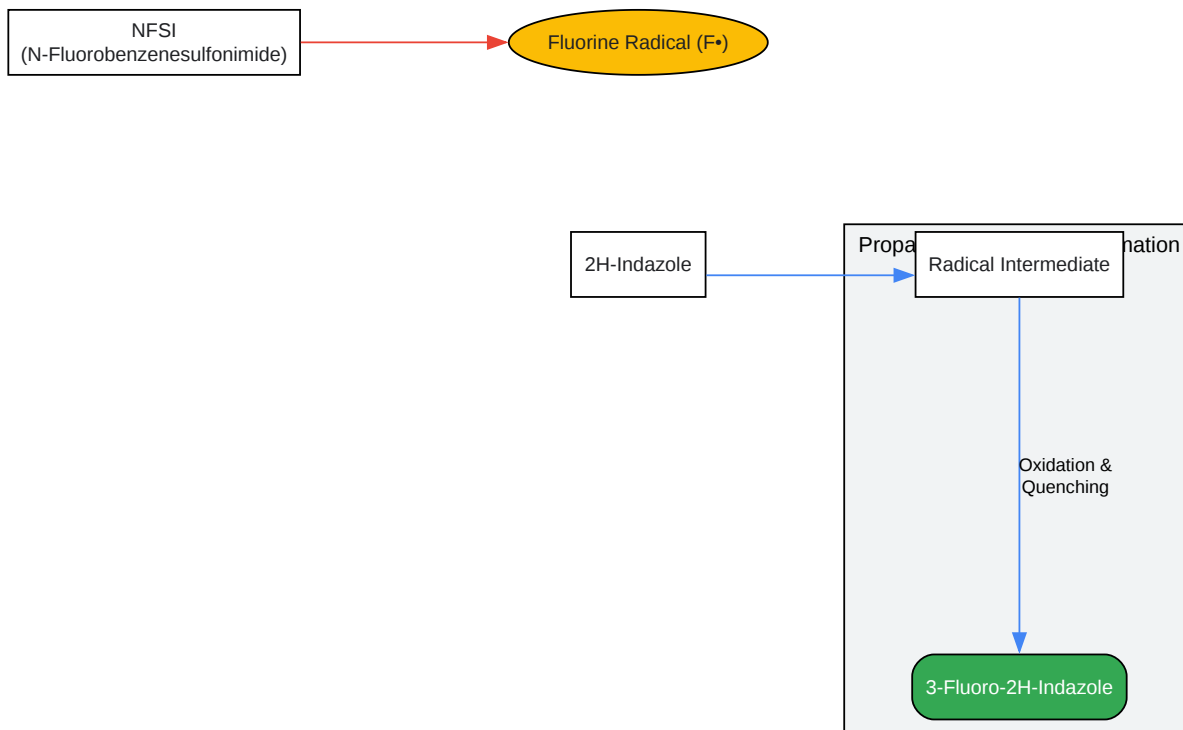 NFSI
(N-Fluorobenzenesulfonimide)
Fluorine Radical (F•)
2H-Indazole
Radical Intermediate
Oxidation &
Quenching
3-Fluoro-2H-Indazole